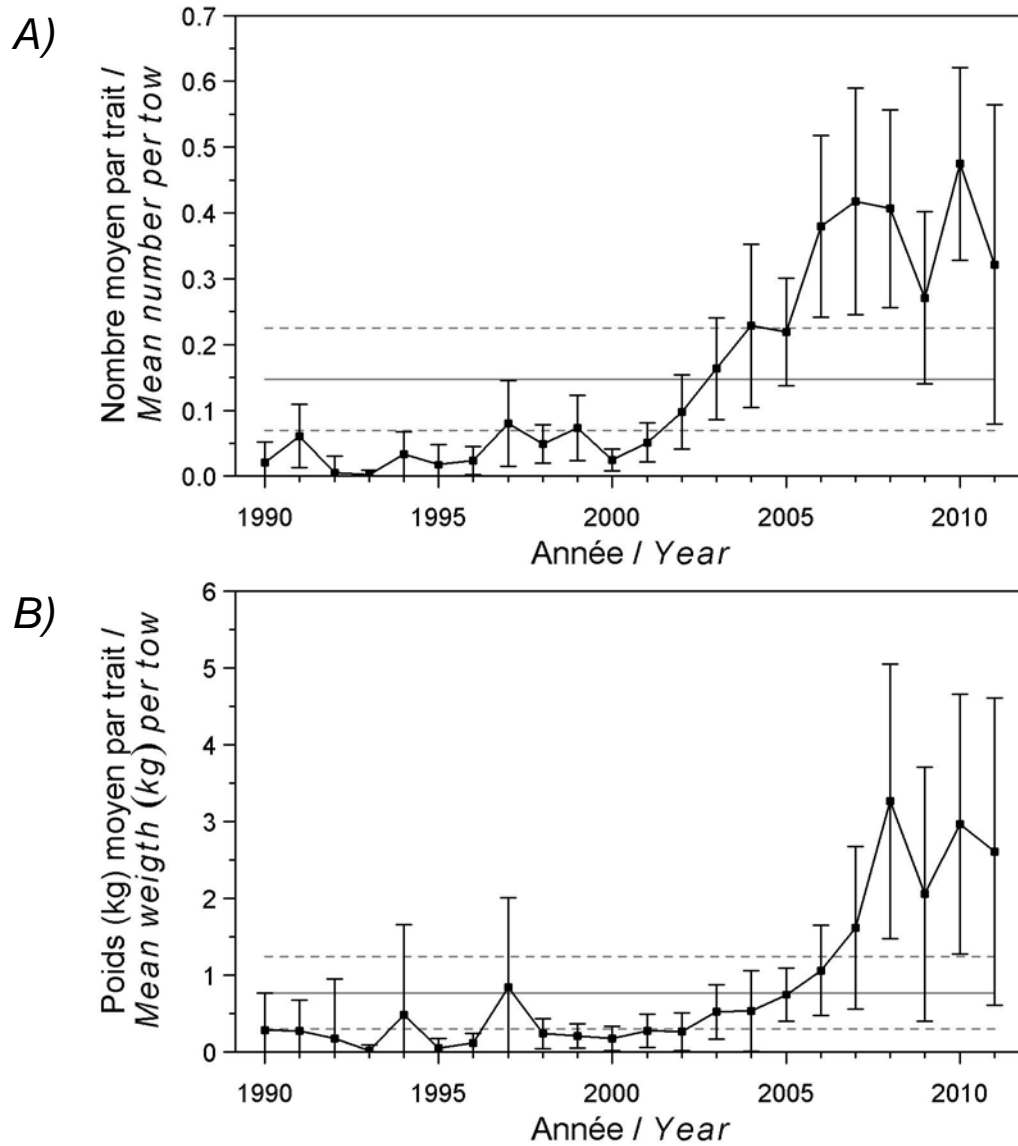 A)
Nombre moyen par trait /
Mean number per tow
0.7
0.6
0.5
0.4
0.3
0.2
0.1
0.0
1990 1995 2000 2005 2010
Année / Year
B)
Poids (kg) moyen par trait /
Mean weigth (kg) per tow
6
5
4
3
2
1
0
1990 1995 2000 2005 2010
Année / Year